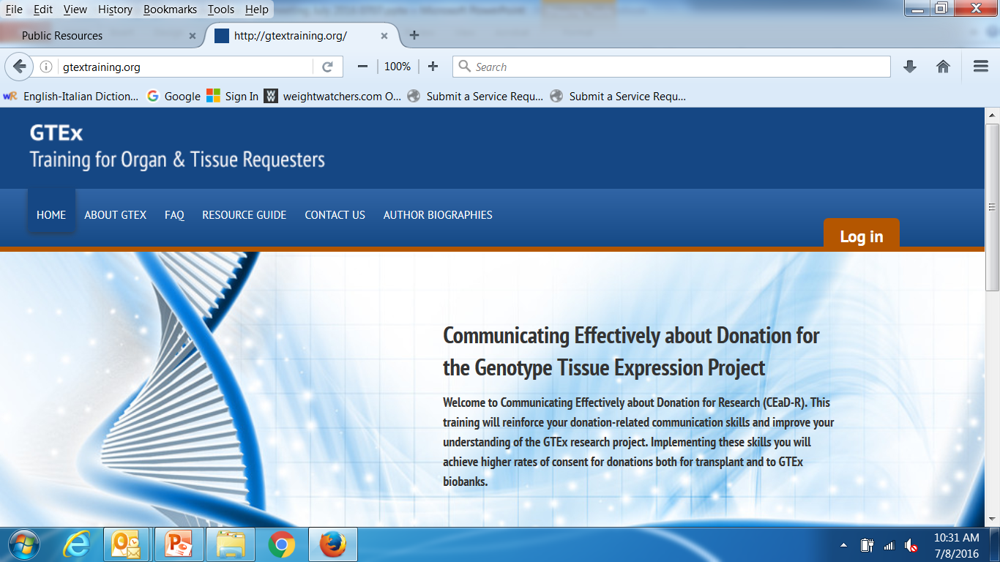 File Edit View History Bookmarks Tools Help
Public Resources
http://gtextraining.org/
gtextraining.org
100%
Search
English-Italian Diction...
Google
Sign In
weightwatchers.com O...
Submit a Service Requ...
Submit a Service Requ...
GTEx
Training for Organ & Tissue Requesters
HOME ABOUT GTEX FAQ RESOURCE GUIDE CONTACT US AUTHOR BIOGRAPHIES
Log in
Communicating Effectively about Donation for
the Genotype Tissue Expression Project
Welcome to Communicating Effectively about Donation for Research (CEaD-R). This
training will reinforce your donation-related communication skills and improve your
understanding of the GTEx research project. Implementing these skills you will
achieve higher rates of consent for donations both for transplant and to GTEx
biobanks.
10:31 AM
7/8/2016